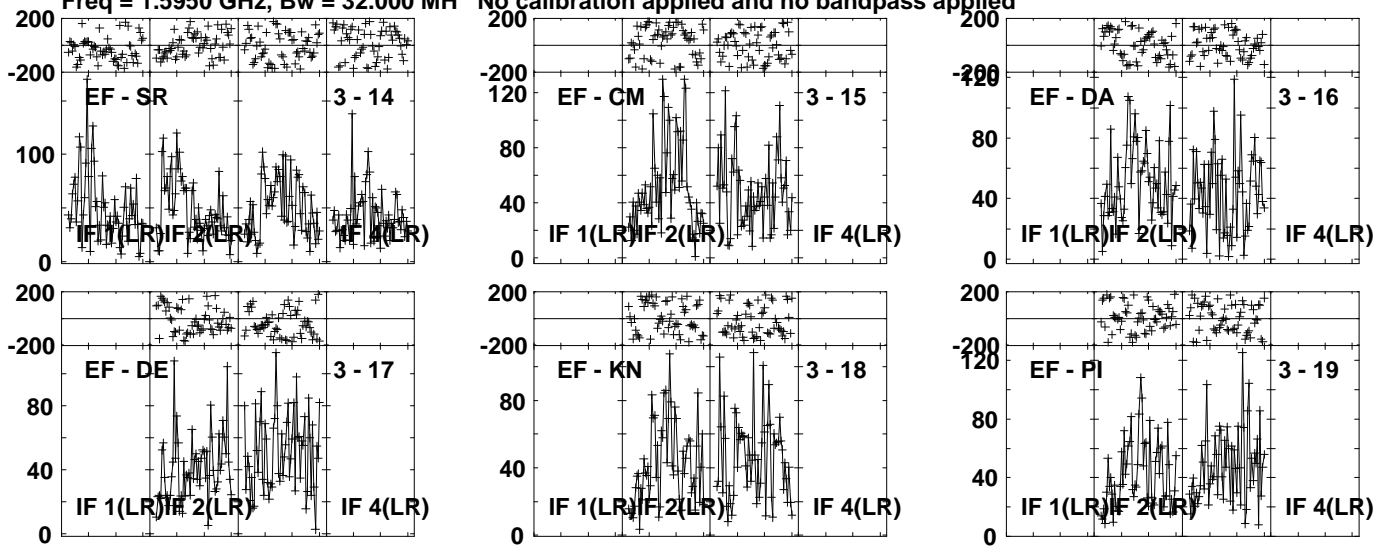 Freq = 1.5950 GHz, Bw = 32.000 MH No calibration applied and no bandpass applied
200
-200
EF - SR 3 - 14
100
IF 1(LR) IF 2(LR) IF 4(LR)
0
200
-200
120 EF - CM 3 - 15
80
40
IF 1(LR) IF 2(LR) IF 4(LR)
0
200
-200
120
EF - DA 3 - 16
80
40
IF 1(LR) IF 2(LR) IF 4(LR)
0
200
-200
EF - DE 3 - 17
80
40
IF 1(LR) IF 2(LR) IF 4(LR)
0
200
-200
EF - KN 3 - 18
80
40
IF 1(LR) IF 2(LR) IF 4(LR)
0
200
-200
120
EF - PI 3 - 19
80
40
IF 1(LR) IF 2(LR) IF 4(LR)
0